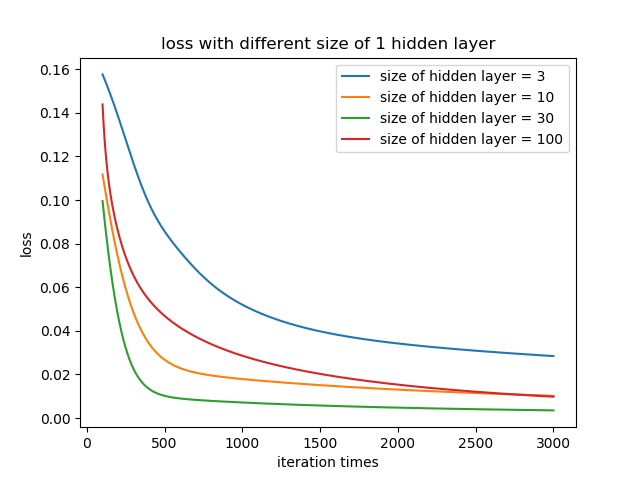 loss with different size of 1 hidden layer
size of hidden layer = 3
size of hidden layer = 10
size of hidden layer = 30
size of hidden layer = 100
loss
0.16
0.14
0.12
0.10
0.08
0.06
0.04
0.02
0.00
0 500 1000 1500 2000 2500 3000
iteration times